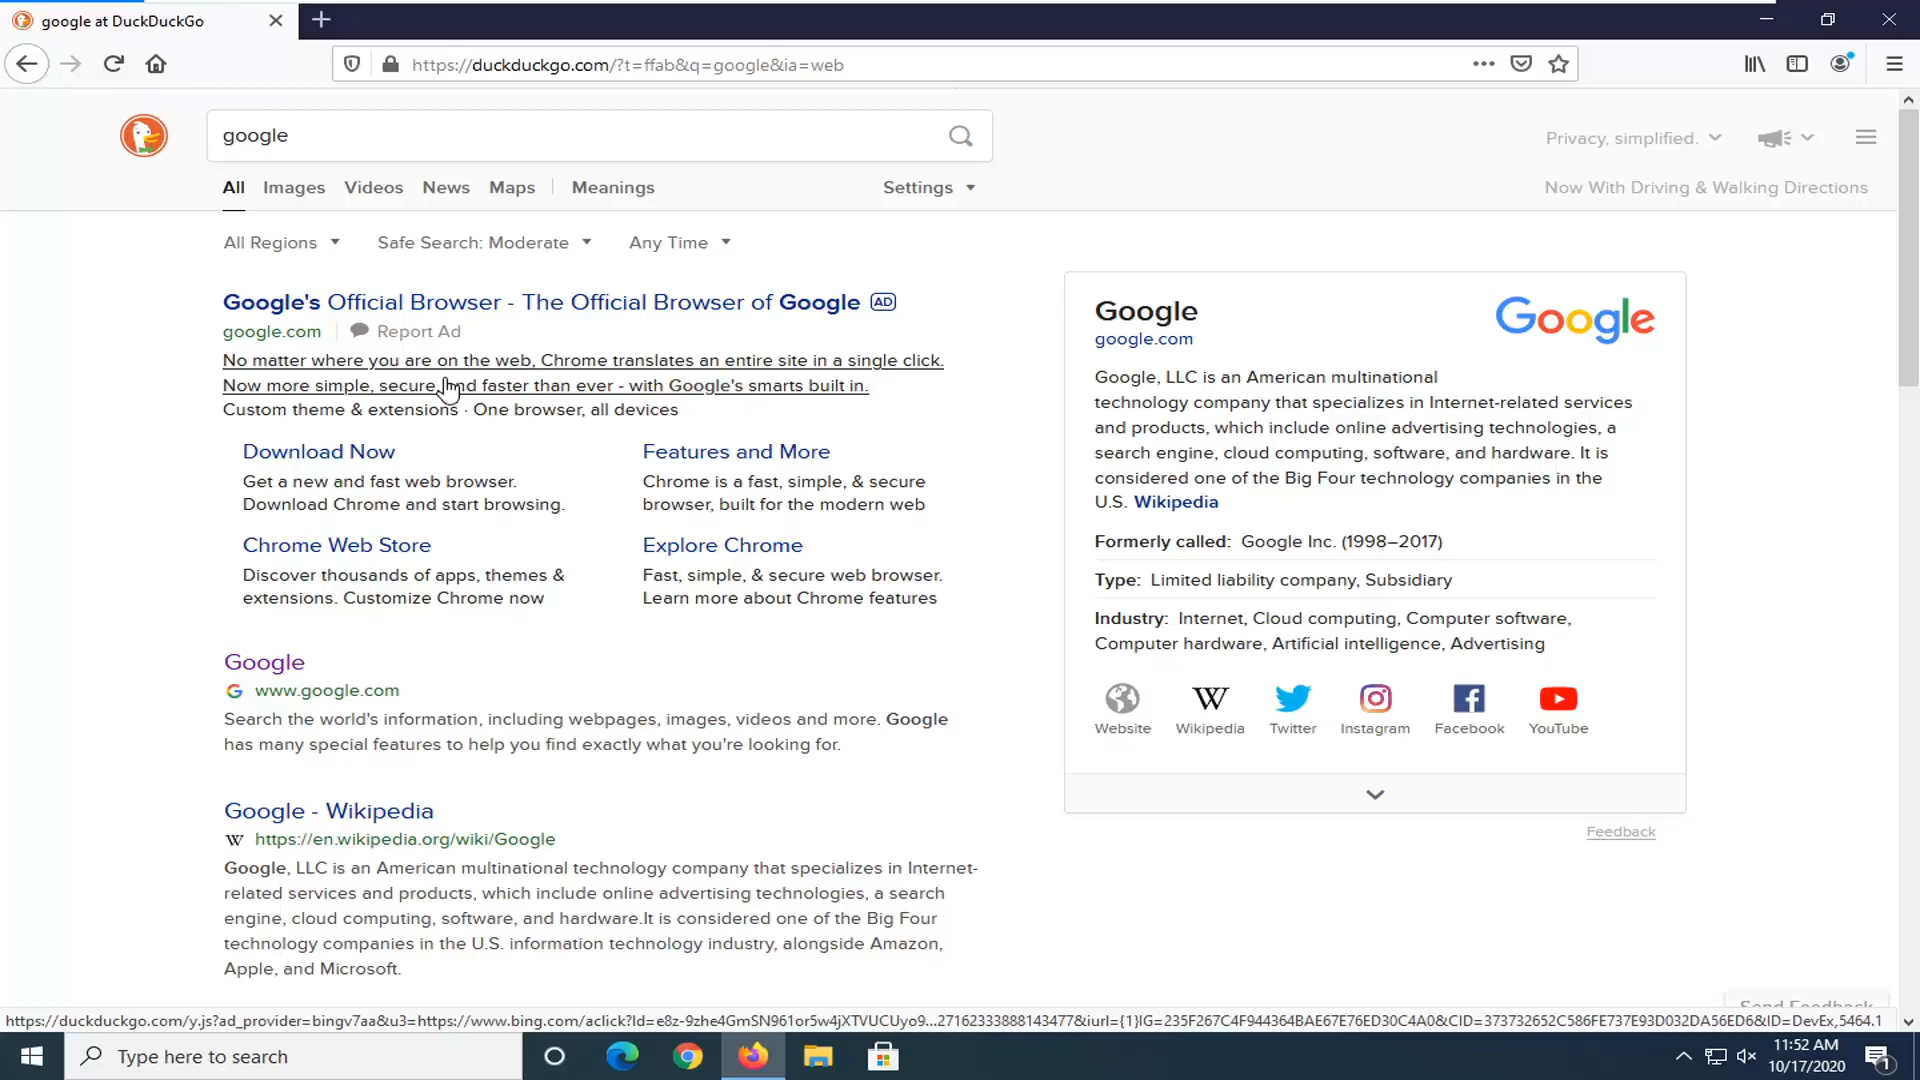 google at DuckDuckGo
https://duckduckgo.com/?t=ffab&q=google&ia=web
google
Privacy, simplified.
All Images Videos News Maps Meanings Settings
Now With Driving & Walking Directions
All Regions Safe Search: Moderate Any Time
Google's Official Browser - The Official Browser of Google AD
google.com Report Ad
No matter where you are on the web, Chrome translates an entire site in a single click.
Now more simple, secure, and faster than ever - with Google's smarts built in.
Custom theme & extensions · One browser, all devices
Download Now
Get a new and fast web browser.
Download Chrome and start browsing.
Features and More
Chrome is a fast, simple, & secure
browser, built for the modern web
Chrome Web Store
Discover thousands of apps, themes &
extensions. Customize Chrome now
Explore Chrome
Fast, simple, & secure web browser.
Learn more about Chrome features
Google
www.google.com
Search the world's information, including webpages, images, videos and more. Google
has many special features to help you find exactly what you're looking for.
Google - Wikipedia
W https://en.wikipedia.org/wiki/Google
Google, LLC is an American multinational technology company that specializes in Internet-
related services and products, which include online advertising technologies, a search
engine, cloud computing, software, and hardware.It is considered one of the Big Four
technology companies in the U.S. information technology industry, alongside Amazon,
Apple, and Microsoft.
Google
Google
google.com
Google, LLC is an American multinational
technology company that specializes in Internet-related services
and products, which include online advertising technologies, a
search engine, cloud computing, software, and hardware. It is
considered one of the Big Four technology companies in the
U.S. Wikipedia
Formerly called: Google Inc. (1998–2017)
Type: Limited liability company, Subsidiary
Industry: Internet, Cloud computing, Computer software,
Computer hardware, Artificial intelligence, Advertising
Website Wikipedia Twitter Instagram Facebook YouTube
Feedback
Send Feedback
https://duckduckgo.com/y.js?ad_provider=bingv7aa&u3=https://www.bing.com/aclick?ld=e8z-9zhe4GmSN961or5w4jXTVUCUyo9...27162333888143477&iurl={1}IG=235F267C4F944364BAE67E76ED30C4A0&CID=373732652C586FE737E93D032DA56ED6&ID=DevEx,5464.1
Type here to search
11:52 AM
10/17/2020
1